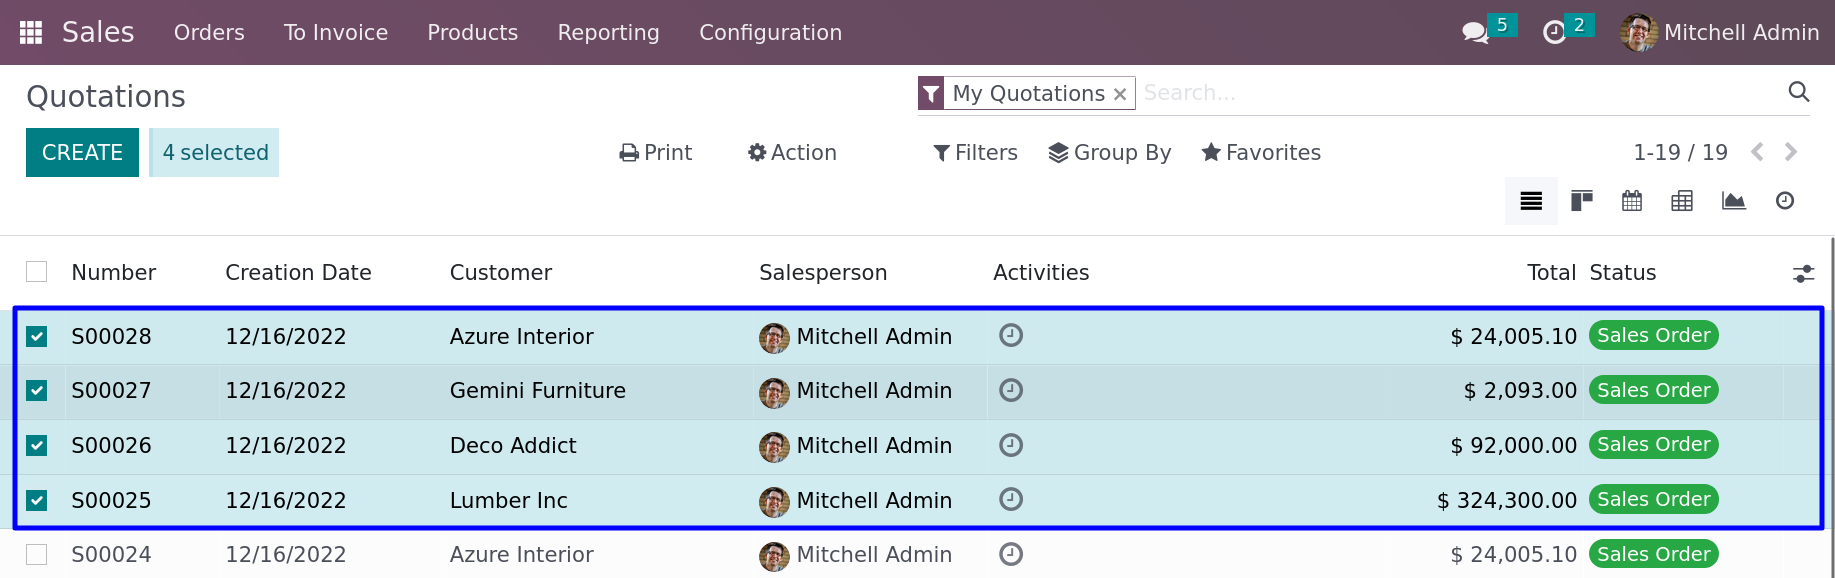 Sales Orders To Invoice Products Reporting Configuration 5 2 Mitchell Admin
Quotations My Quotations × Search...
CREATE 4 selected Print Action Filters Group By Favorites 1-19 / 19
Number Creation Date Customer Salesperson Activities Total Status
S00028 12/16/2022 Azure Interior Mitchell Admin $ 24,005.10 Sales Order
S00027 12/16/2022 Gemini Furniture Mitchell Admin $ 2,093.00 Sales Order
S00026 12/16/2022 Deco Addict Mitchell Admin $ 92,000.00 Sales Order
S00025 12/16/2022 Lumber Inc Mitchell Admin $ 324,300.00 Sales Order
S00024 12/16/2022 Azure Interior Mitchell Admin $ 24,005.10 Sales Order